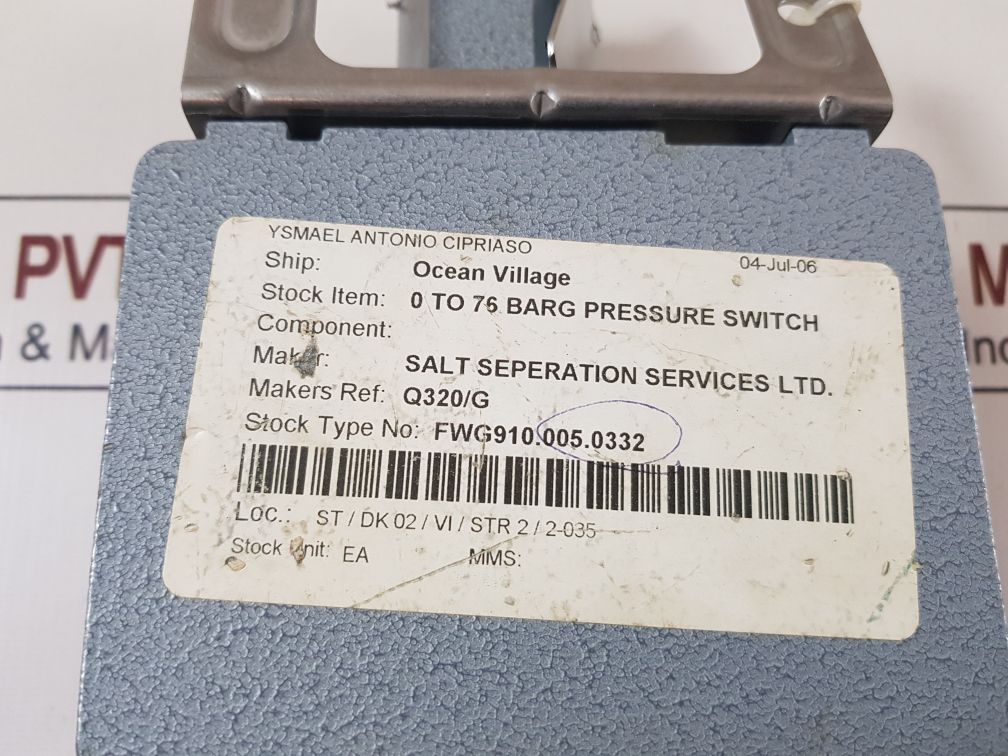 YSMAEL ANTONIO CIPRIASO 04-Jul-06
Ship: Ocean Village
Stock Item: 0 TO 76 BARG PRESSURE SWITCH
Component:
Maker: SALT SEPERATION SERVICES LTD.
Makers Ref: Q320/G
Stock Type No: FWG910.005.0332
Loc.: ST / DK 02 / VI / STR 2 / 2-035
Stock Unit: EA MMS:
PVT
& M
M